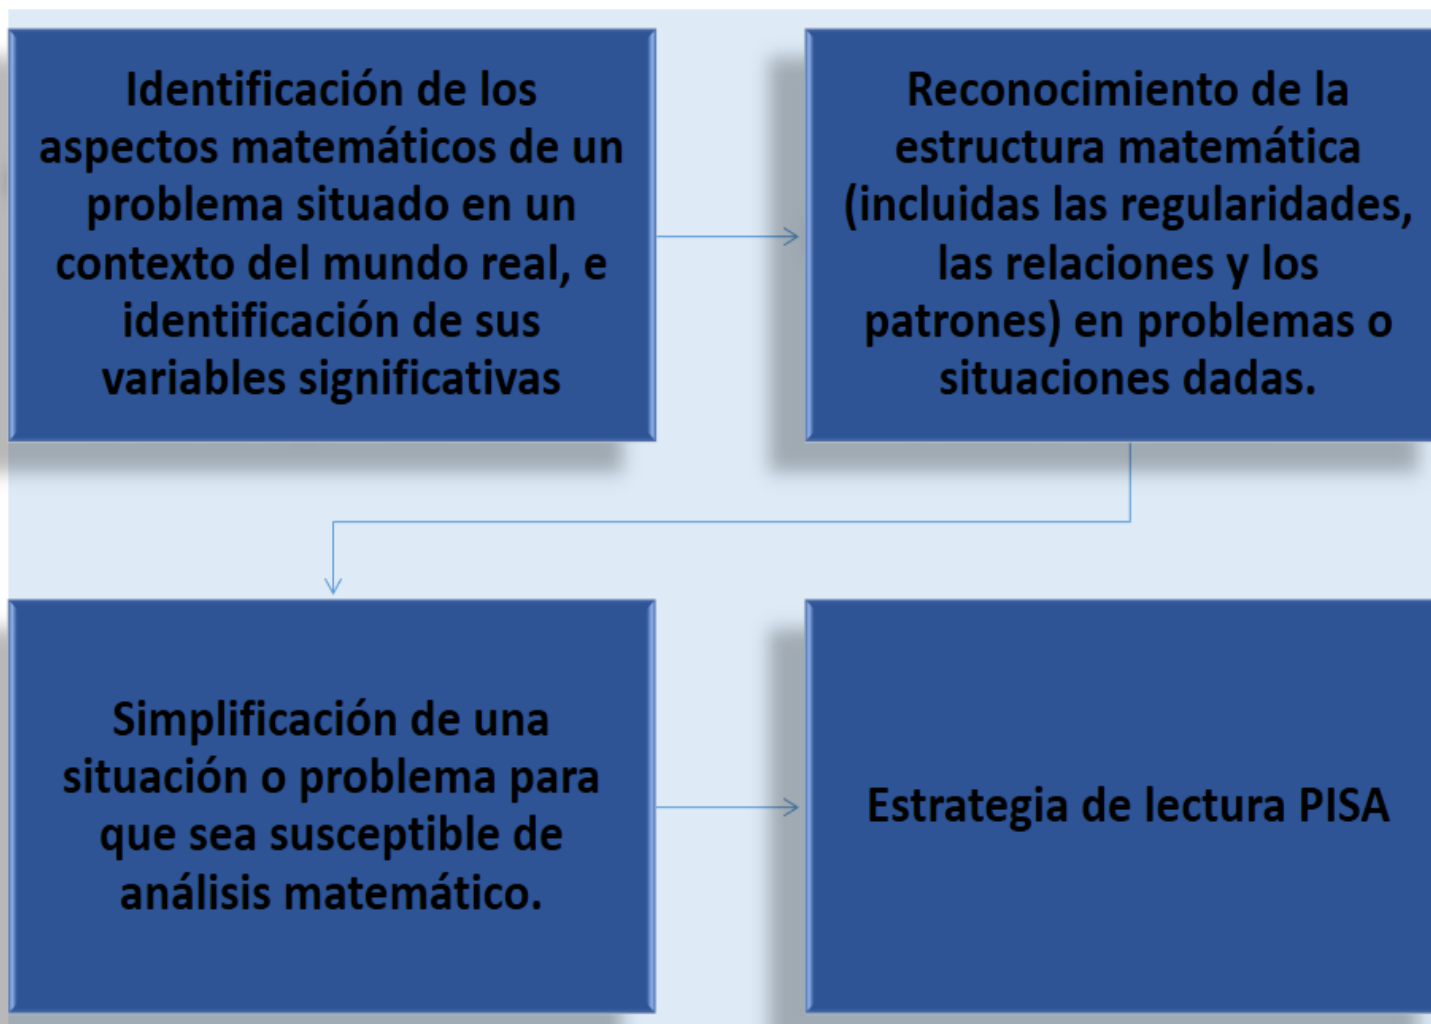 Identificación de los
aspectos matemáticos de un
problema situado en un
contexto del mundo real, e
identificación de sus
variables significativas
Reconocimiento de la
estructura matemática
(incluidas las regularidades,
las relaciones y los
patrones) en problemas o
situaciones dadas.
Simplificación de una
situación o problema para
que sea susceptible de
análisis matemático.
Estrategia de lectura PISA